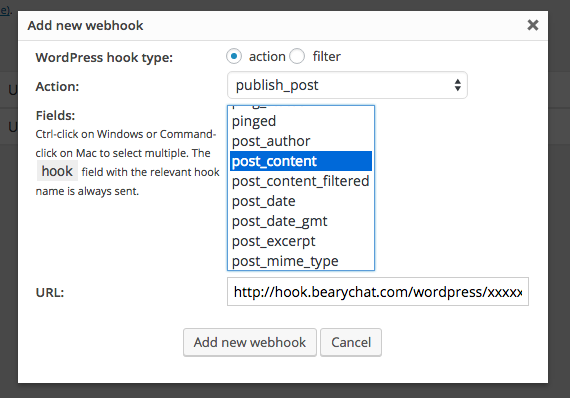 e).
Add new webhook
WordPress hook type: action filter
Action: publish_post
Fields:
Ctrl-click on Windows or Command-
click on Mac to select multiple. The
hook field with the relevant hook
name is always sent.
pinged
post_author
post_content
post_content_filtered
post_date
post_date_gmt
post_excerpt
post_mime_type
URL: http://hook.bearychat.com/wordpress/xxxxx
Add new webhook Cancel